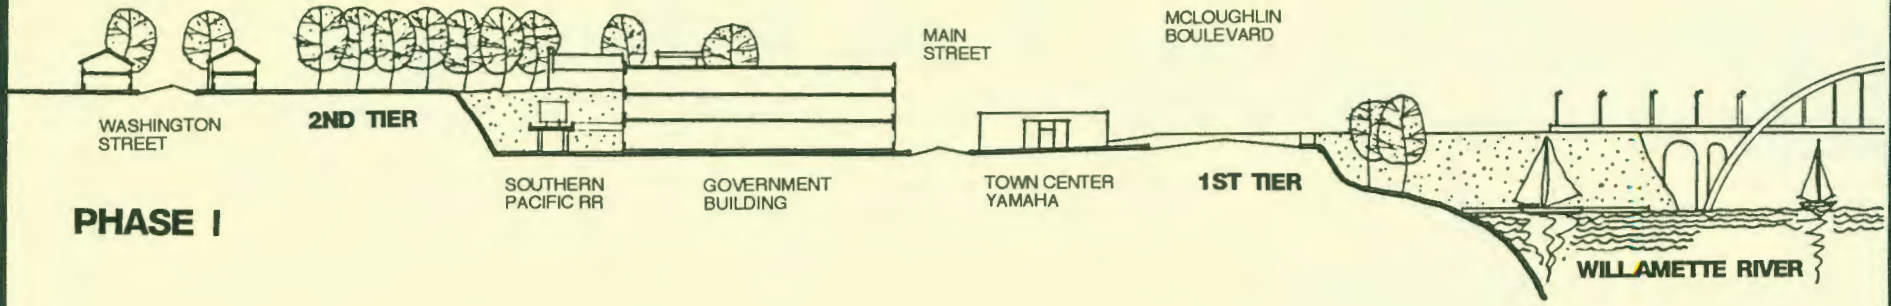 MCLOUGHLIN
BOULEVARD
MAIN
STREET
WASHINGTON
STREET
2ND TIER
SOUTHERN
PACIFIC RR
GOVERNMENT
BUILDING
TOWN CENTER
YAMAHA
1ST TIER
PHASE I
WILLAMETTE RIVER